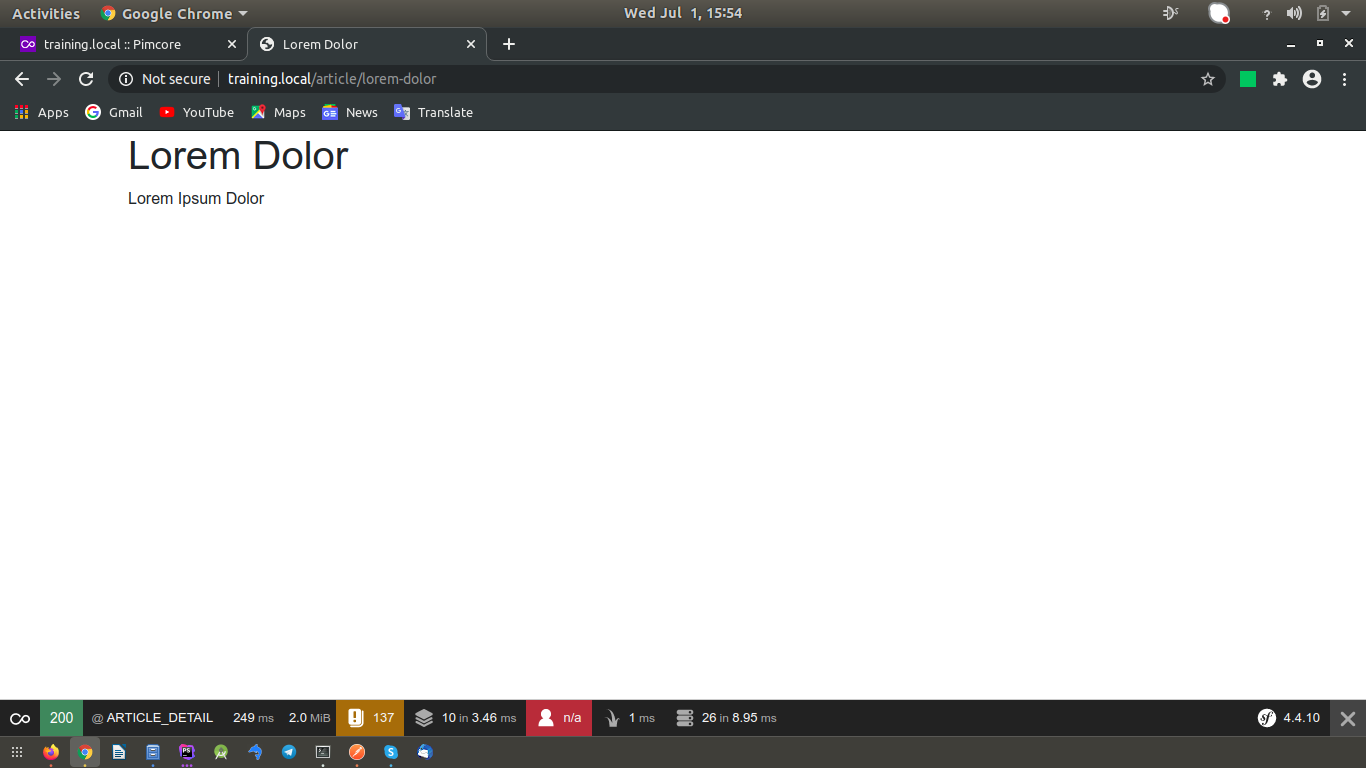 Activities Google Chrome Wed Jul 1, 15:54 ?
training.local :: Pimcore Lorem Dolor
Not secure training.local/article/lorem-dolor
Apps Gmail YouTube Maps News Translate
Lorem Dolor
Lorem Ipsum Dolor
200 @ ARTICLE_DETAIL 249 ms 2.0 MiB 137 10 in 3.46 ms n/a 1 ms 26 in 8.95 ms sf 4.4.10